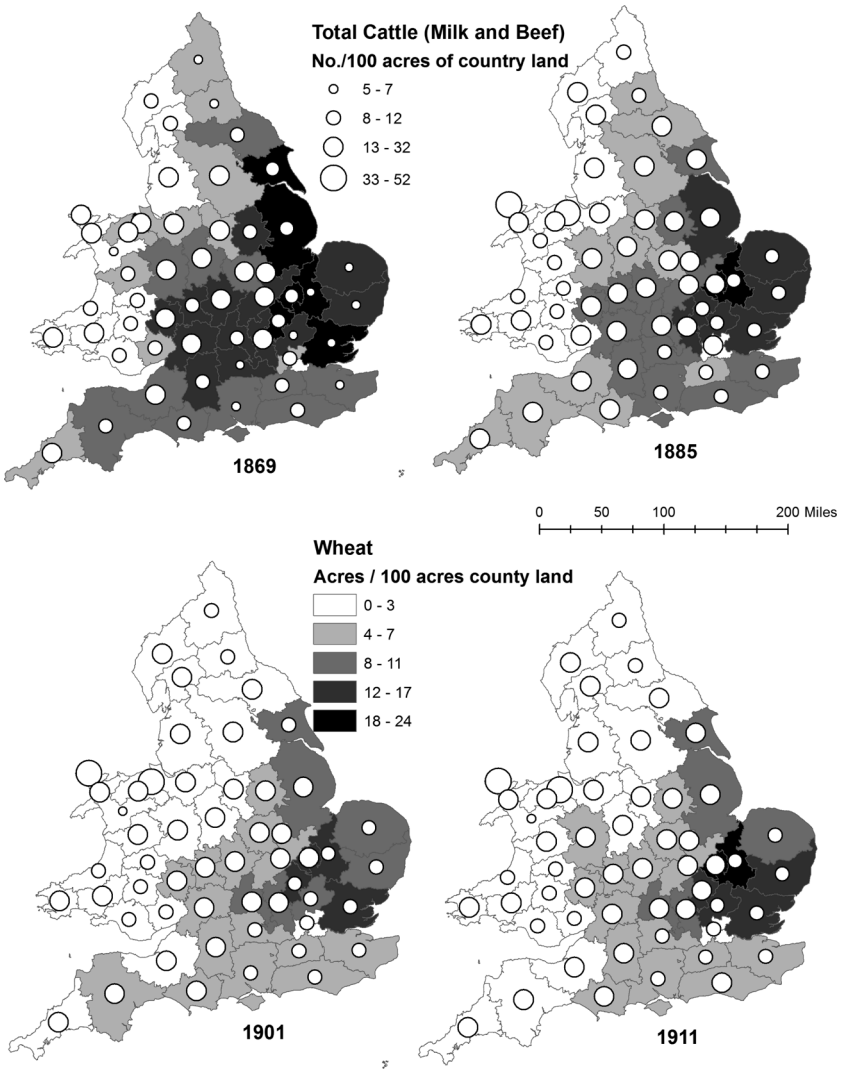 Total Cattle (Milk and Beef)
No./100 acres of country land
5 - 7
8 - 12
13 - 32
33 - 52
1869
1885
0 50 100 200 Miles
Wheat
Acres / 100 acres county land
0 - 3
4 - 7
8 - 11
12 - 17
18 - 24
1901
1911